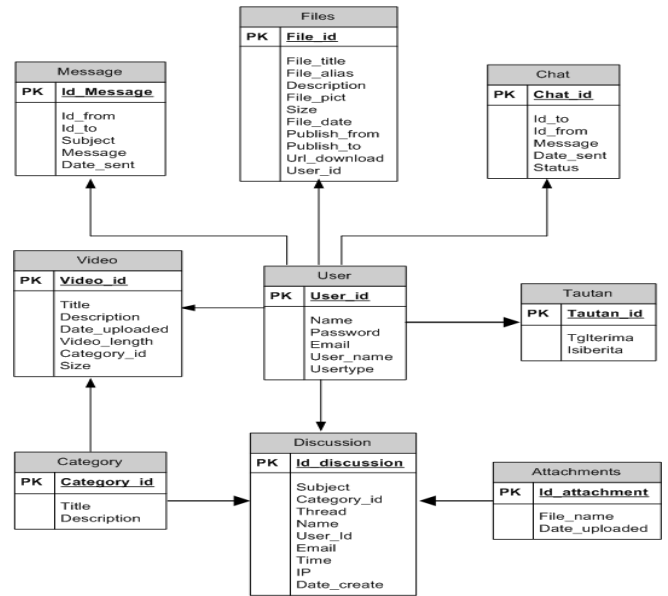 Files
PK File_id
File_title
File_alias
Description
File_pict
Size
File_date
Publish_from
Publish_to
Url_download
User_id
Message
PK Id_Message
Id_from
Id_to
Subject
Message
Date_sent
Chat
PK Chat_id
Id_to
Id_from
Message
Date_sent
Status
Video
PK Video_id
Title
Description
Date_uploaded
Video_length
Category_id
Size
User
PK User_id
Name
Password
Email
User_name
Usertype
Tautan
PK Tautan_id
Tglterima
Isiberita
Category
PK Category_id
Title
Description
Discussion
PK Id_discussion
Subject
Category_id
Thread
Name
User_Id
Email
Time
IP
Date_create
Attachments
PK Id_attachment
File_name
Date_uploaded